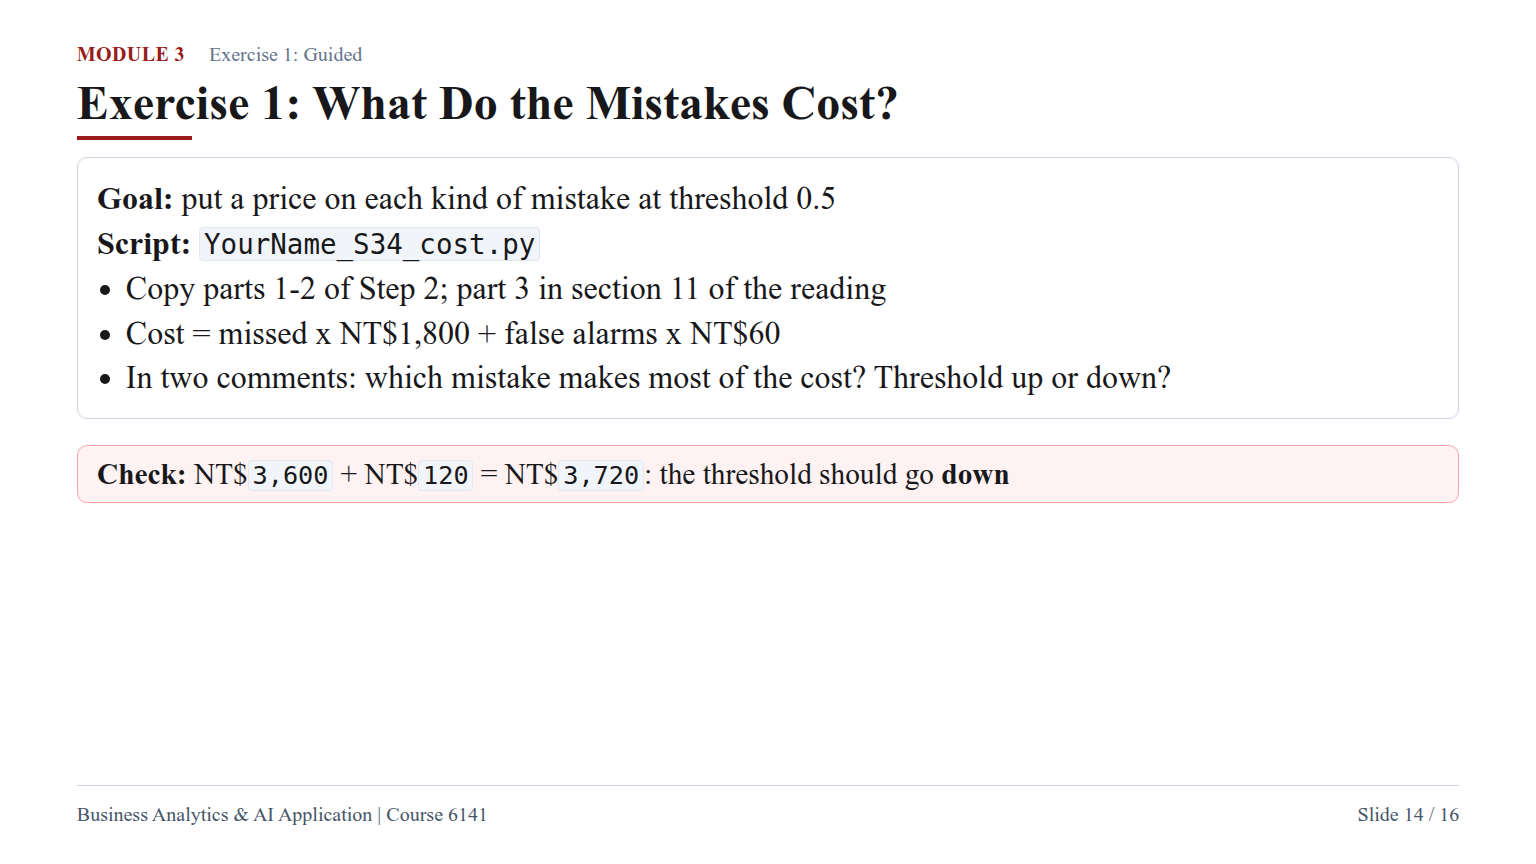 MODULE 3 Exercise 1: Guided
Exercise 1: What Do the Mistakes Cost?
Goal: put a price on each kind of mistake at threshold 0.5
Script: YourName_S34_cost.py
• Copy parts 1-2 of Step 2; part 3 in section 11 of the reading
• Cost = missed x NT$1,800 + false alarms x NT$60
• In two comments: which mistake makes most of the cost? Threshold up or down?
Check: NT$3,600 + NT$120 = NT$3,720: the threshold should go down
Business Analytics & AI Application | Course 6141
Slide 14 / 16